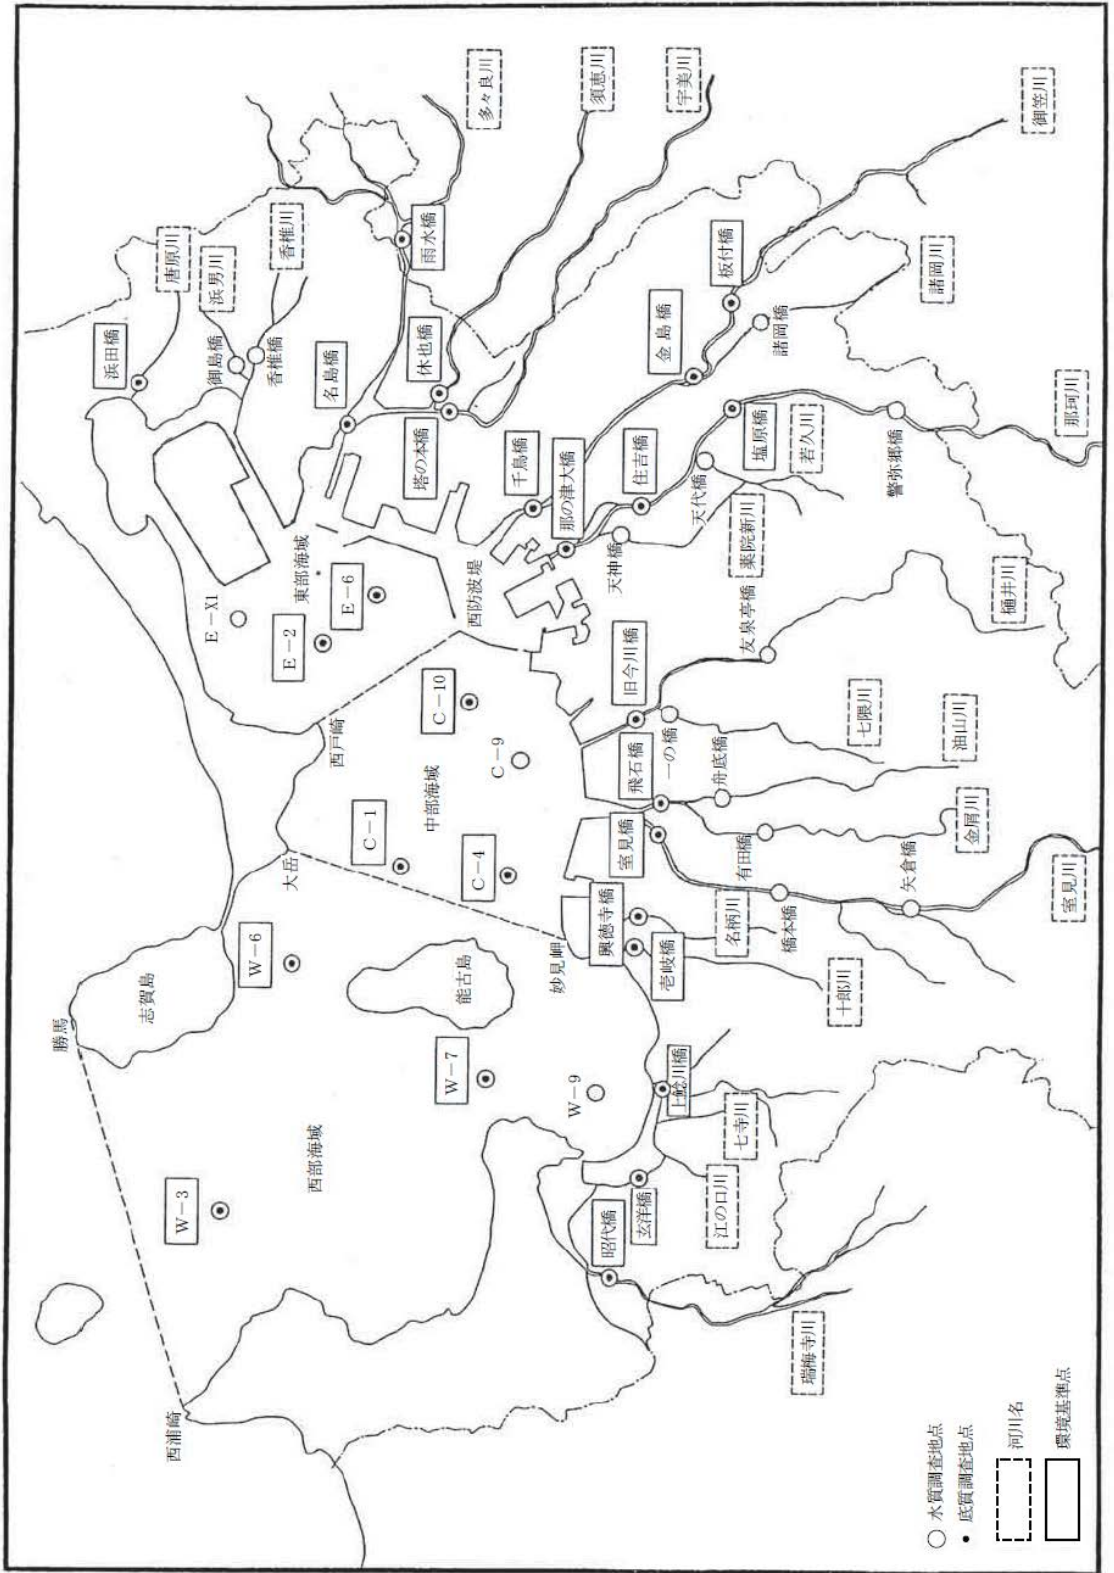 西浦崎
勝馬
志賀島
W-3
W-6
西部海域
W-7
能古島
W-9
大岳
西戸崎
C-1
中部海域
C-4
C-9
C-10
妙見岬
E-X1
E-2
東部海域
E-6
西防波堤
浜田橋
唐原川
浜男川
御島橋
香椎川
香椎橋
名島橋
多々良川
雨水橋
休也橋
須恵川
塔の本橋
宇美川
千鳥橋
金島橋
板付橋
御笠川
諸岡橋
諸岡川
那の津大橋
住吉橋
塩原橋
那珂川
警弥郷橋
若久川
天代橋
薬院新川
天神橋
友泉亭橋
樋井川
旧今川橋
一の橋
七隈川
飛石橋
舟底橋
油山川
室見橋
有田橋
金屑川
矢倉橋
室見川
橋本橋
興徳寺橋
名柄川
壱岐橋
十郎川
上鯰川橋
七寺川
玄洋橋
江の口川
昭代橋
瑞梅寺川
水質調査地点
底質調査地点
河川名
環境基準点